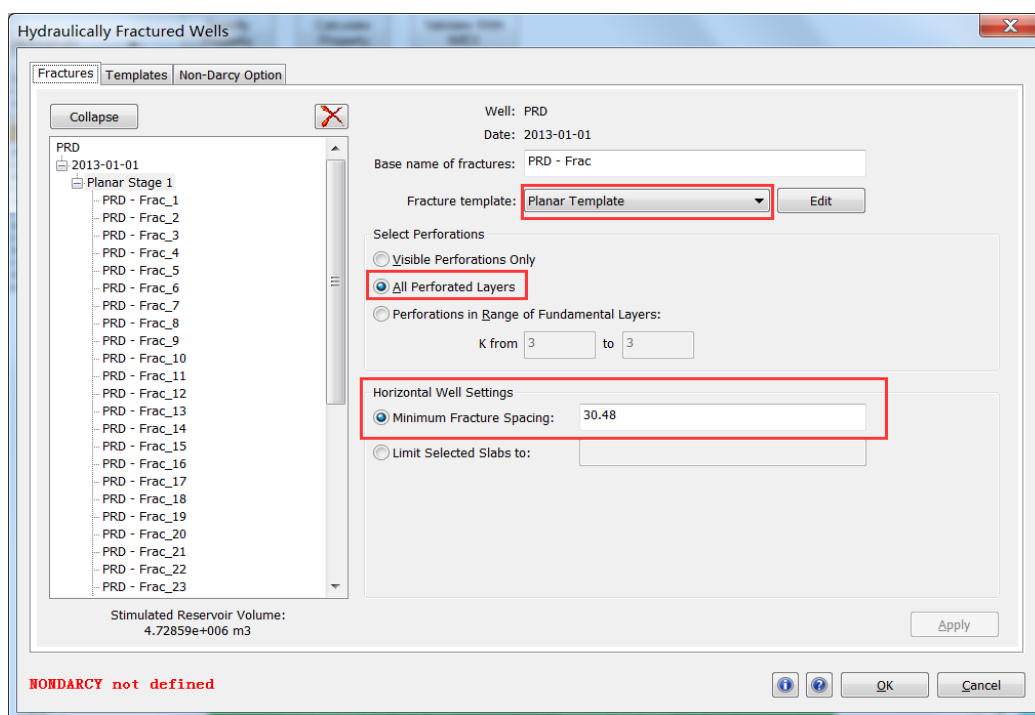 Hydraulically Fractured Wells
Fractures Templates Non-Darcy Option
Collapse
PRD
2013-01-01
Planar Stage 1
PRD - Frac_1
PRD - Frac_2
PRD - Frac_3
PRD - Frac_4
PRD - Frac_5
PRD - Frac_6
PRD - Frac_7
PRD - Frac_8
PRD - Frac_9
PRD - Frac_10
PRD - Frac_11
PRD - Frac_12
PRD - Frac_13
PRD - Frac_14
PRD - Frac_15
PRD - Frac_16
PRD - Frac_17
PRD - Frac_18
PRD - Frac_19
PRD - Frac_20
PRD - Frac_21
PRD - Frac_22
PRD - Frac_23
Stimulated Reservoir Volume:
4.72859e+006 m3
Well: PRD
Date: 2013-01-01
Base name of fractures: PRD - Frac
Fracture template: Planar Template Edit
Select Perforations
Visible Perforations Only
All Perforated Layers
Perforations in Range of Fundamental Layers:
K from 3 to 3
Horizontal Well Settings
Minimum Fracture Spacing: 30.48
Limit Selected Slabs to:
Apply
NONDARCY not defined
OK Cancel